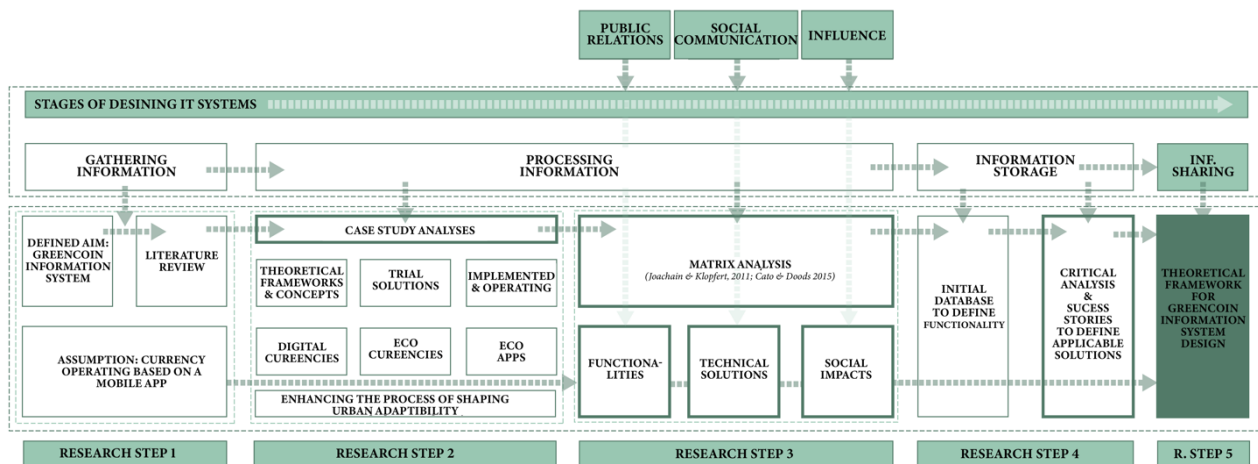 PUBLIC
RELATIONS
SOCIAL
COMMUNICATION
INFLUENCE
STAGES OF DESINING IT SYSTEMS
GATHERING
INFORMATION
PROCESSING
INFORMATION
INFORMATION
STORAGE
INF.
SHARING
DEFINED AIM:
GREENCOIN
INFORMATION
SYSTEM
LITERATURE
REVIEW
ASSUMPTION: CURRENCY
OPERATING BASED ON A
MOBILE APP
CASE STUDY ANALYSES
THEORETICAL
FRAMEWORKS
& CONCEPTS
TRIAL
SOLUTIONS
IMPLEMENTED
& OPERATING
DIGITAL
CUREENCIES
ECO
CUREENCIES
ECO
APPS
ENHANCING THE PROCESS OF SHAPING
URBAN ADAPTIBILITY
MATRIX ANALYSIS
(Joachain & Klopfert, 2011; Cato & Doods 2015)
FUNCTIONA-
LITIES
TECHNICAL
SOLUTIONS
SOCIAL
IMPACTS
INITIAL
DATABASE
TO DEFINE
FUNCTIONALITY
CRITICAL
ANALYSIS
&
SUCESS
STORIES
TO DEFINE
APPLICABLE
SOLUTIONS
THEORETICAL
FRAMEWORK
FOR
GREENCOIN
INFORMATION
SYSTEM
DESIGN
RESEARCH STEP 1
RESEARCH STEP 2
RESEARCH STEP 3
RESEARCH STEP 4
R. STEP 5